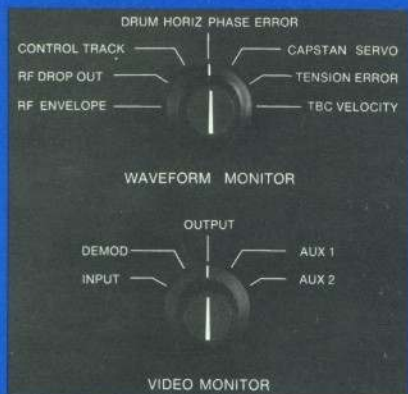 DRUM HORIZ PHASE ERROR
CONTROL TRACK CAPSTAN SERVO
RF DROP OUT TENSION ERROR
RF ENVELOPE TBC VELOCITY
WAVEFORM MONITOR
OUTPUT
DEMOD AUX 1
INPUT AUX 2
VIDEO MONITOR